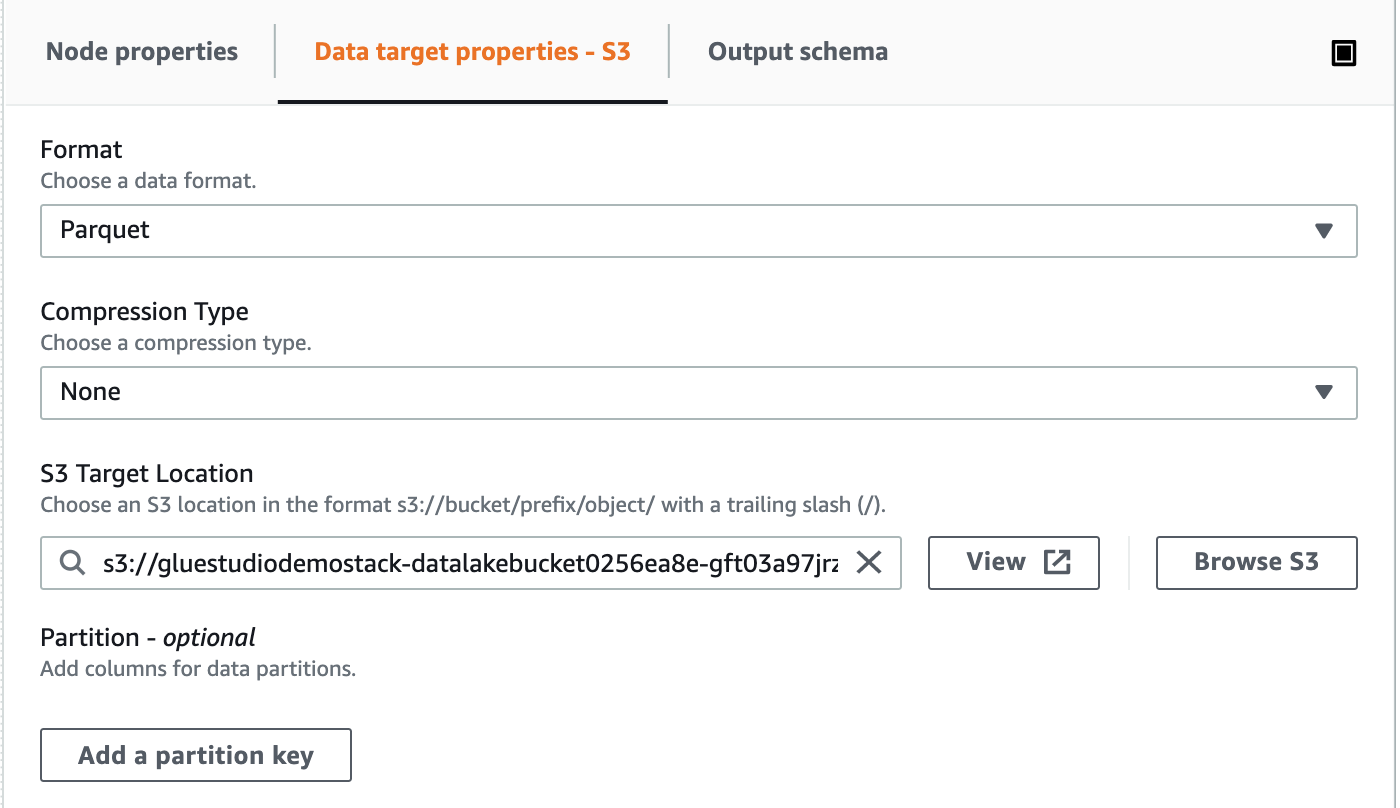 Node properties
Data target properties - S3
Output schema
Format
Choose a data format.
Parquet
Compression Type
Choose a compression type.
None
S3 Target Location
Choose an S3 location in the format s3://bucket/prefix/object/ with a trailing slash (/).
s3://gluestudiodemostack-datalakebucket0256ea8e-gft03a97jrz
View
Browse S3
Partition - optional
Add columns for data partitions.
Add a partition key